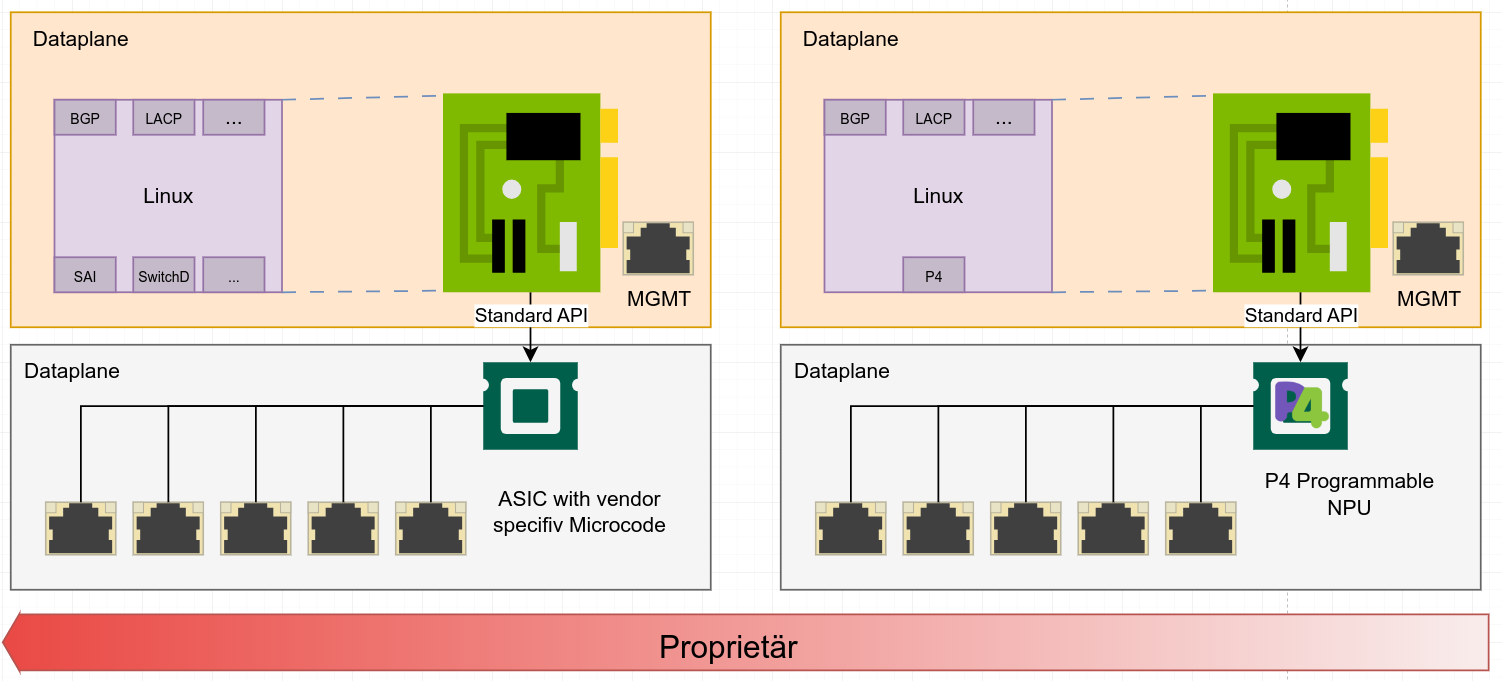 Dataplane
BGP
LACP
...
Linux
SAI
SwitchD
...
MGMT
Standard API
Dataplane
ASIC with vendor
specifiv Microcode
Dataplane
BGP
LACP
...
Linux
P4
MGMT
Standard API
Dataplane
P4
P4 Programmable
NPU
Proprietär